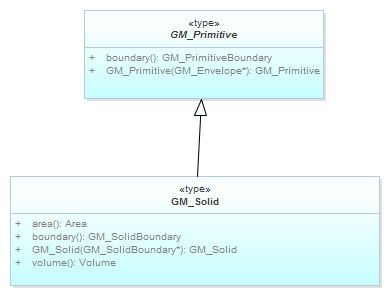 «type»
GM_Primitive
+ boundary(): GM_PrimitiveBoundary
+ GM_Primitive(GM_Envelope*): GM_Primitive
«type»
GM_Solid
+ area(): Area
+ boundary(): GM_SolidBoundary
+ GM_Solid(GM_SolidBoundary*): GM_Solid
+ volume(): Volume